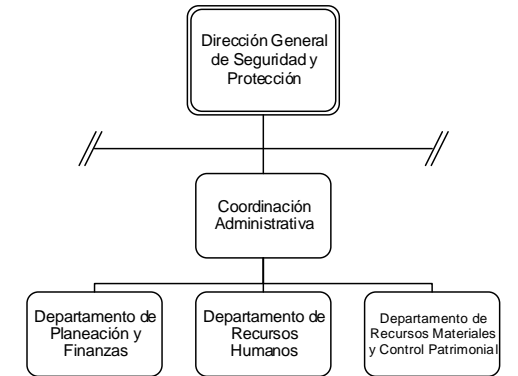 Dirección General
de Seguridad y
Protección
Coordinación
Administrativa
Departamento de
Planeación y
Finanzas
Departamento de
Recursos
Humanos
Departamento de
Recursos Materiales
y Control Patrimonial